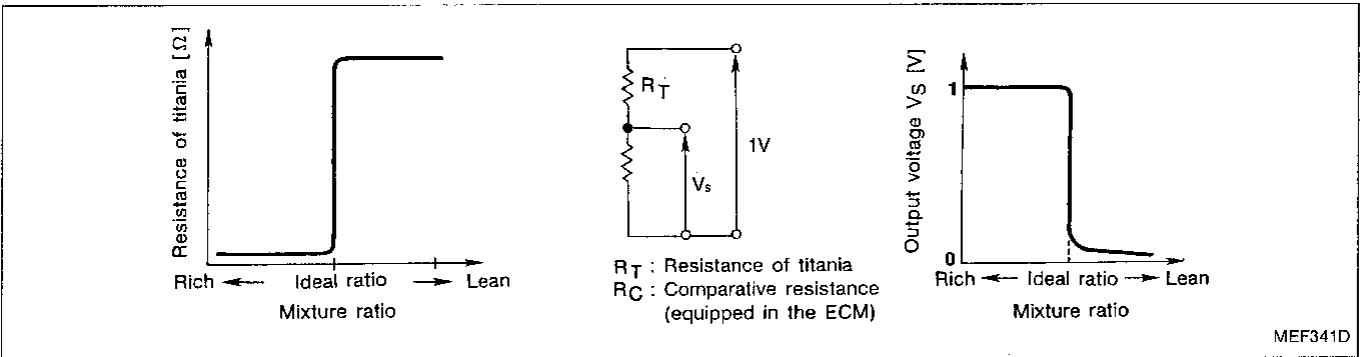 Resistance of titania [Ω]
Rich ← Ideal ratio → Lean
Mixture ratio
RT
Vs
1V
RT : Resistance of titania
RC : Comparative resistance
(equipped in the ECM)
Output voltage VS [V]
1
0
Rich ← Ideal ratio → Lean
Mixture ratio
MEF341D